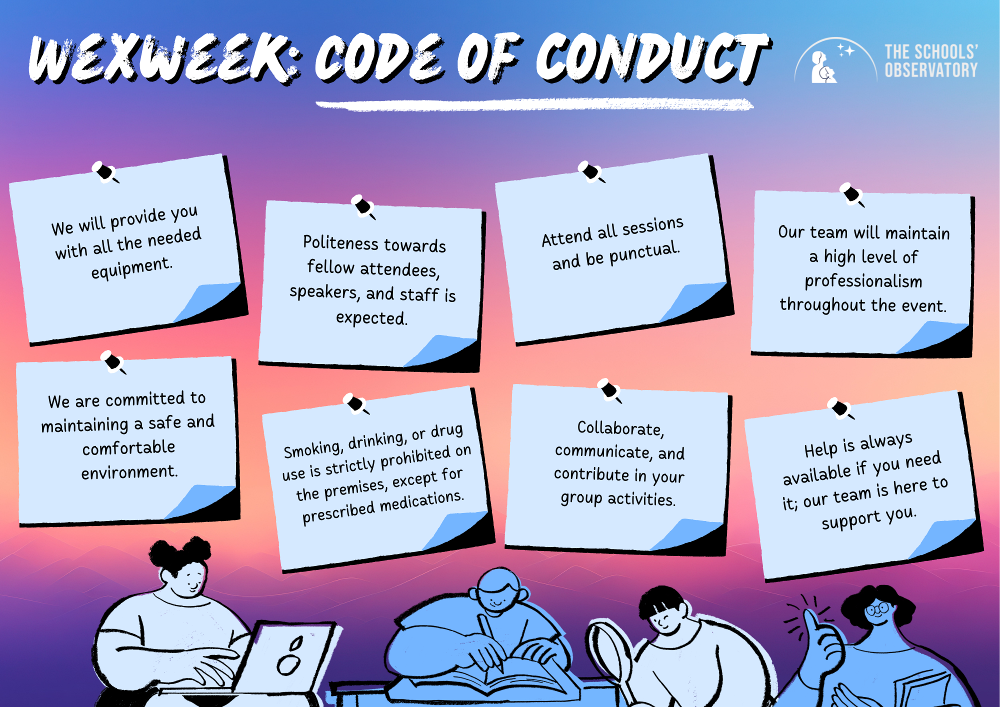 WEXWEEK: CODE OF CONDUCT
THE SCHOOLS'
OBSERVATORY
We will provide you
with all the needed
equipment.
Politeness towards
fellow attendees,
speakers, and staff is
expected.
Attend all sessions
and be punctual.
Our team will maintain
a high level of
professionalism
throughout the event.
We are committed to
maintaining a safe and
comfortable
environment.
Smoking, drinking, or drug
use is strictly prohibited on
the premises, except for
prescribed medications.
Collaborate,
communicate, and
contribute in your
group activities.
Help is always
available if you need
it; our team is here to
support you.